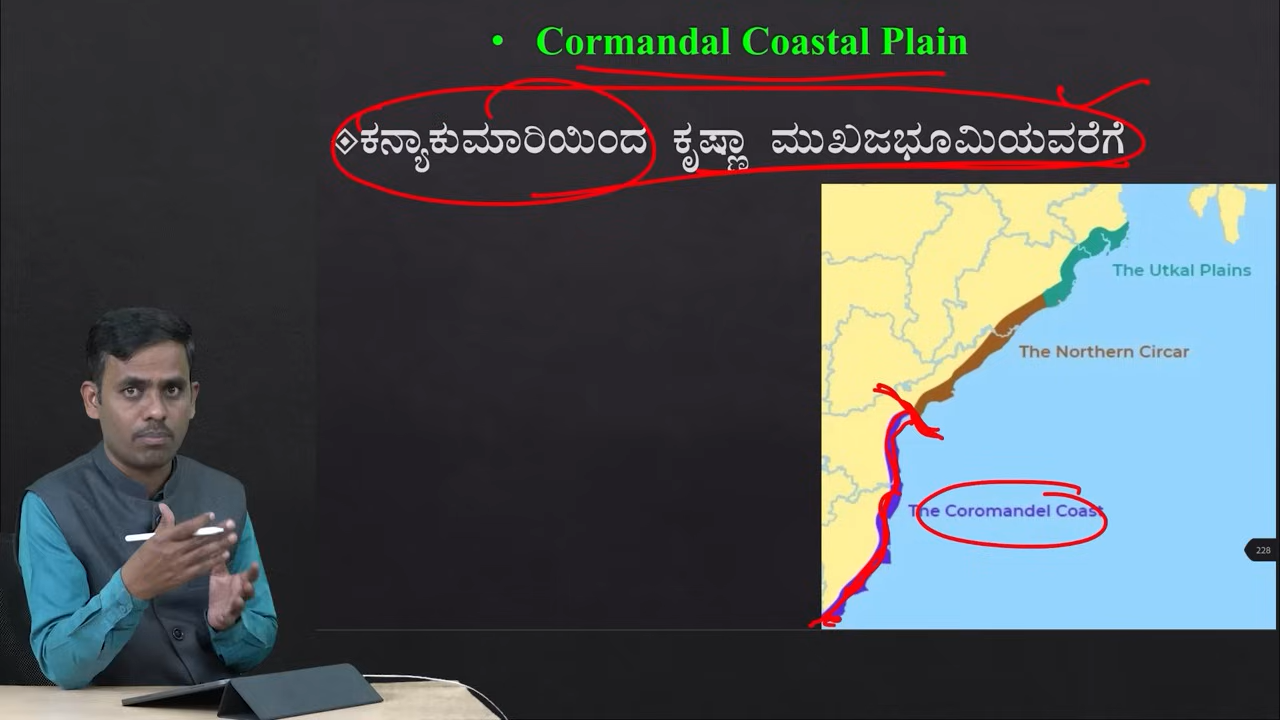 • Cormandal Coastal Plain
ಕನ್ಯಾಕುಮಾರಿಯಿಂದ ಕೃಷ್ಣಾ ಮುಖಜಭೂಮಿಯವರೆಗೆ
The Utkal Plains
The Northern Circar
The Coromandel Coast
228